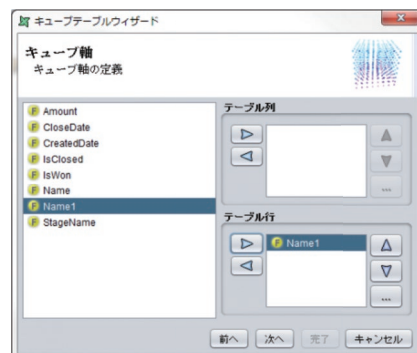 キューブテーブルウィザード
キューブ軸
キューブ軸の定義
Amount
CloseDate
CreatedDate
IsClosed
IsWon
Name
Name1
StageName
テーブル列
...
テーブル行
Name1
...
前へ 次へ 完了 キャンセル